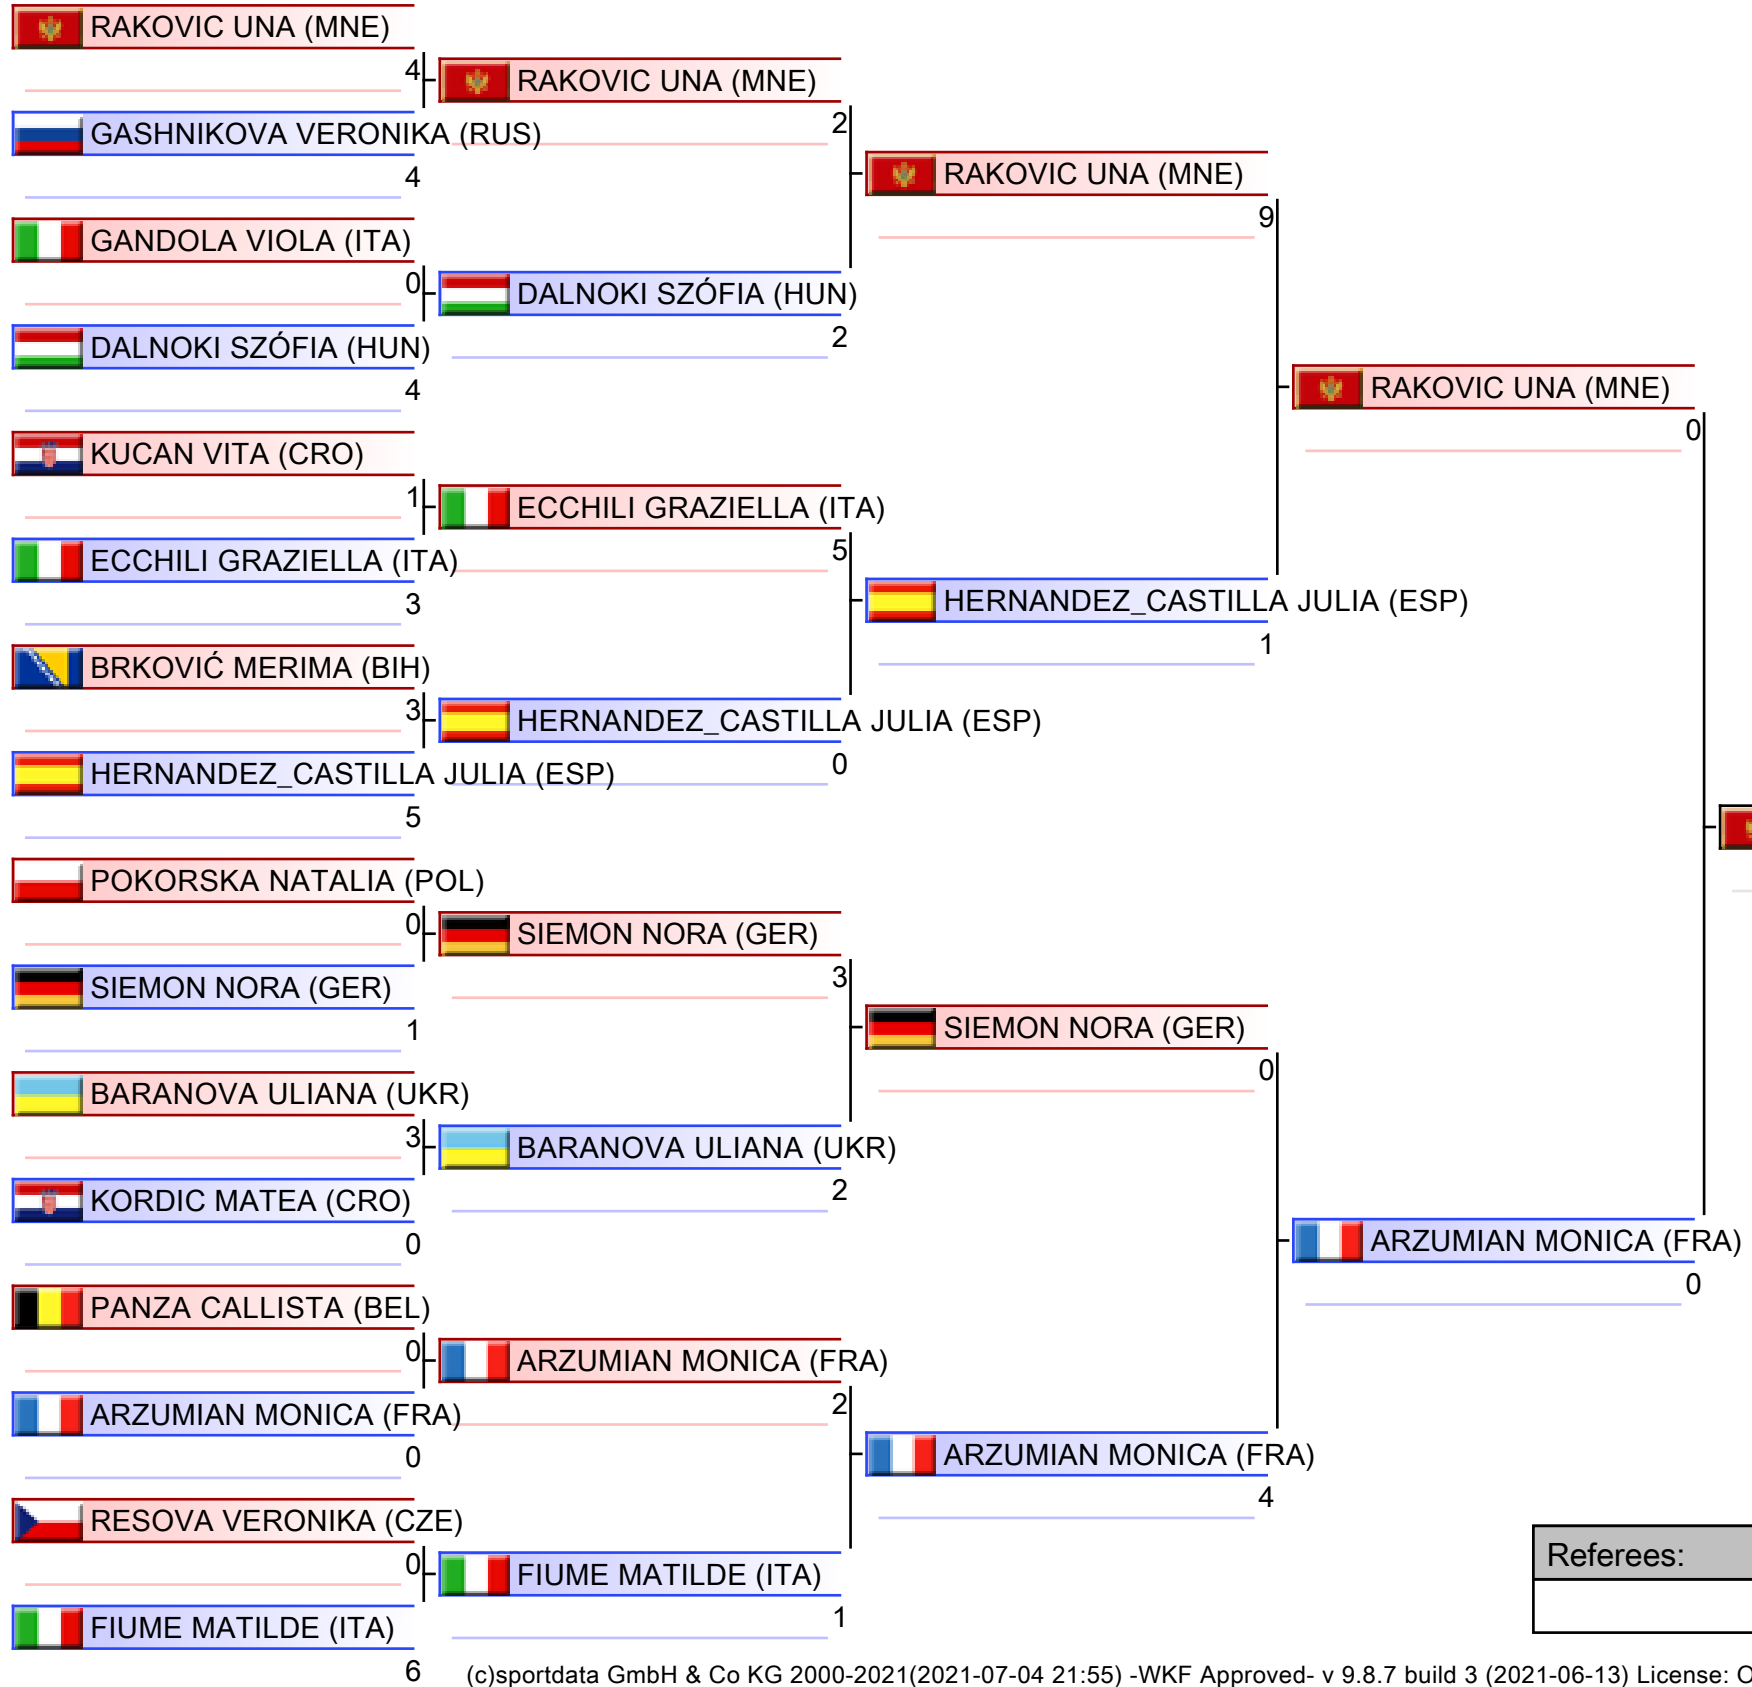 RAKOVIC UNA (MNE)
4
GASHNIKOVA VERONIKA (RUS)
4
GANDOLA VIOLA (ITA)
0
DALNOKI SZÓFIA (HUN)
4
KUCAN VITA (CRO)
1
ECCHILI GRAZIELLA (ITA)
3
BRKOVIĆ MERIMA (BIH)
3
HERNANDEZ_CASTILLA JULIA (ESP)
5
POKORSKA NATALIA (POL)
0
SIEMON NORA (GER)
1
BARANOVA ULIANA (UKR)
3
KORDIC MATEA (CRO)
0
PANZA CALLISTA (BEL)
0
ARZUMIAN MONICA (FRA)
0
RESOVA VERONIKA (CZE)
0
FIUME MATILDE (ITA)
6
RAKOVIC UNA (MNE)
2
DALNOKI SZÓFIA (HUN)
2
ECCHILI GRAZIELLA (ITA)
5
HERNANDEZ_CASTILLA JULIA (ESP)
0
SIEMON NORA (GER)
3
BARANOVA ULIANA (UKR)
2
ARZUMIAN MONICA (FRA)
2
FIUME MATILDE (ITA)
1
RAKOVIC UNA (MNE)
9
HERNANDEZ_CASTILLA JULIA (ESP)
1
SIEMON NORA (GER)
0
ARZUMIAN MONICA (FRA)
4
RAKOVIC UNA (MNE)
0
ARZUMIAN MONICA (FRA)
0
Referees:
(c)sportdata GmbH & Co KG 2000-2021(2021-07-04 21:55) -WKF Approved- v 9.8.7 build 3 (2021-06-13) License: O